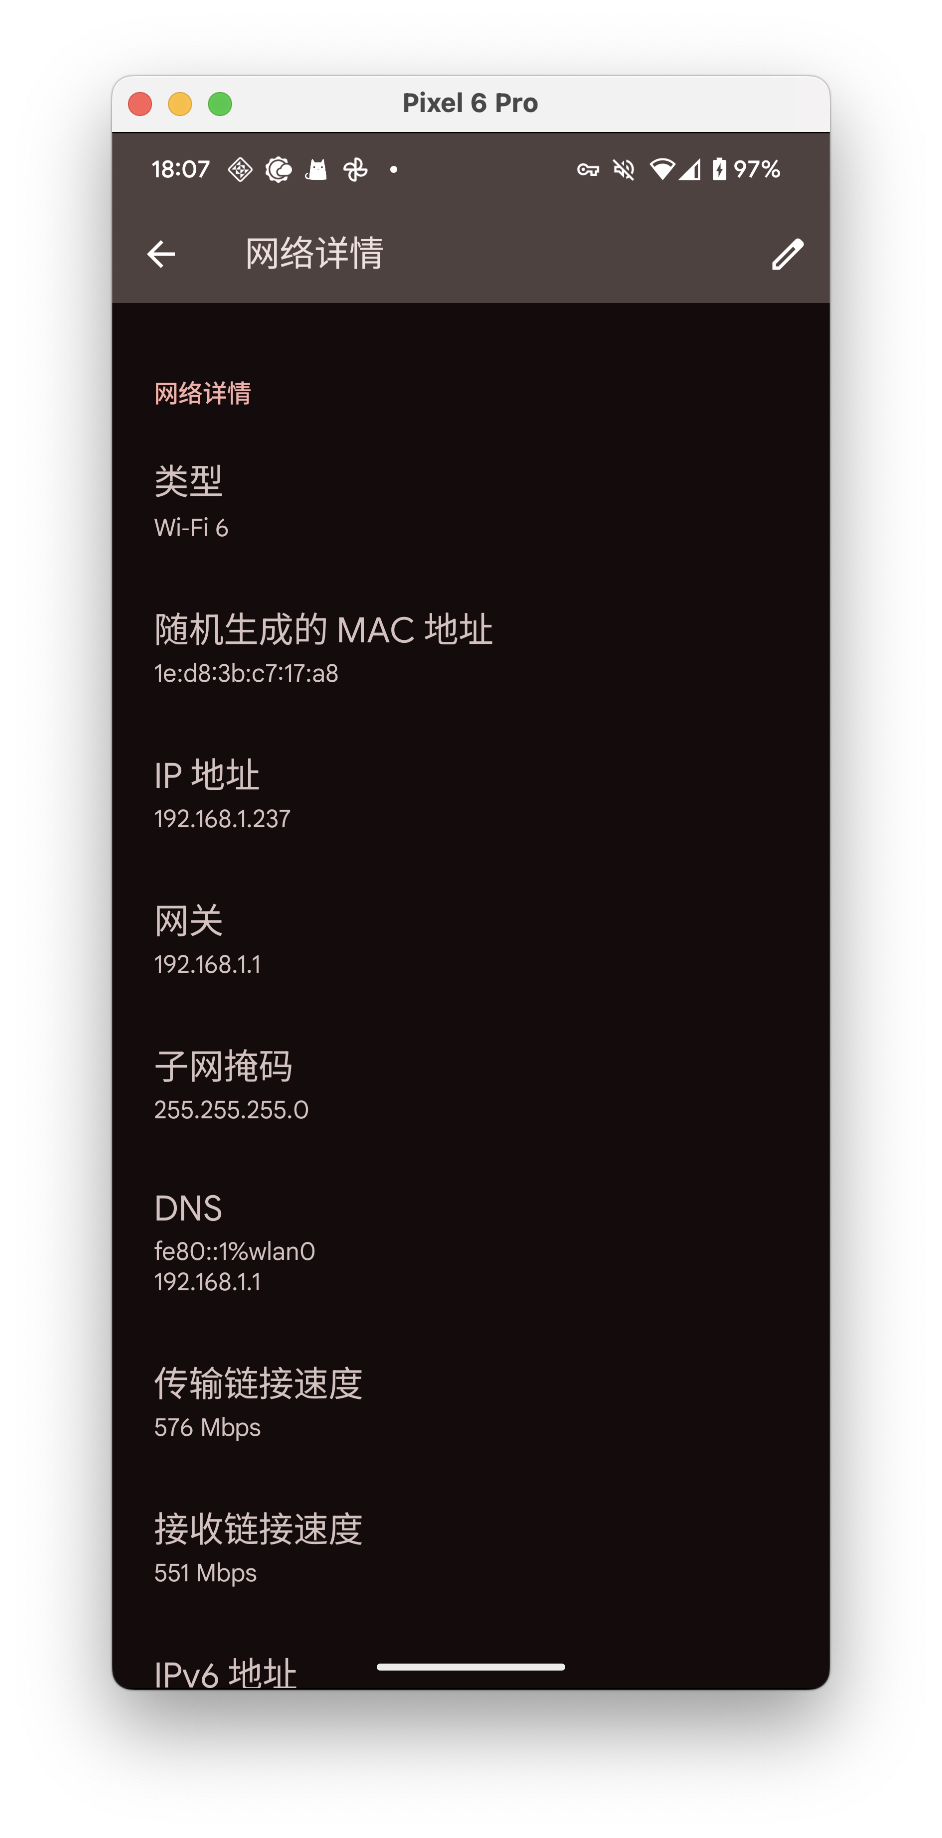 Pixel 6 Pro
18:07
97%
网络详情
网络详情
类型
Wi-Fi 6
随机生成的 MAC 地址
1e:d8:3b:c7:17:a8
IP 地址
192.168.1.237
网关
192.168.1.1
子网掩码
255.255.255.0
DNS
fe80::1%wlan0
192.168.1.1
传输链接速度
576 Mbps
接收链接速度
551 Mbps
IPv6 地址